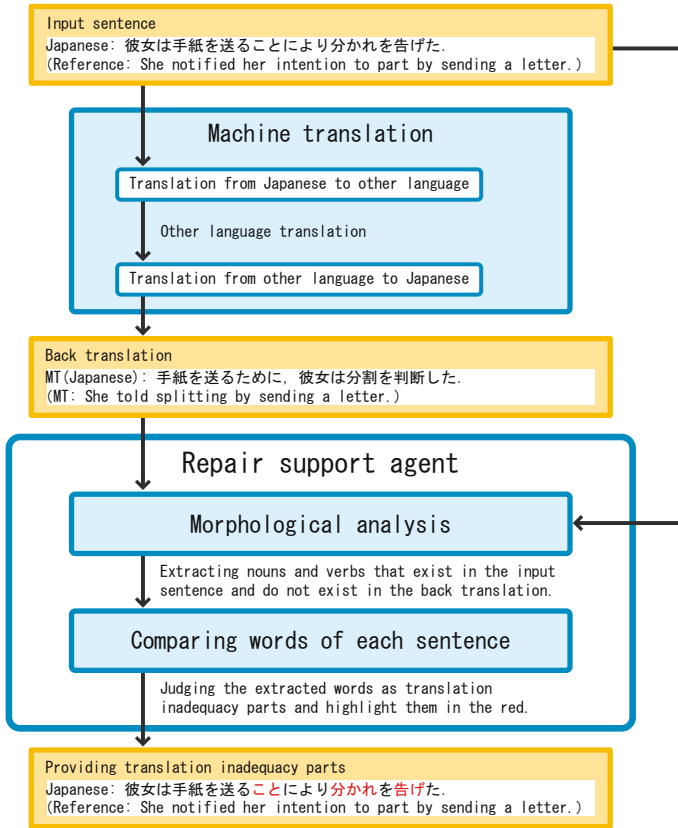 Input sentence
Japanese: 彼女は手紙を送ることにより分かれを告げた.
(Reference: She notified her intention to part by sending a letter.)
Machine translation
Translation from Japanese to other language
Other language translation
Translation from other language to Japanese
Back translation
MT(Japanese): 手紙を送るために, 彼女は分割を判断した.
(MT: She told splitting by sending a letter.)
Repair support agent
Morphological analysis
Extracting nouns and verbs that exist in the input
sentence and do not exist in the back translation.
Comparing words of each sentence
Judging the extracted words as translation
inadequacy parts and highlight them in the red.
Providing translation inadequacy parts
Japanese: 彼女は手紙を送ることにより分かれを告げた.
(Reference: She notified her intention to part by sending a letter.)